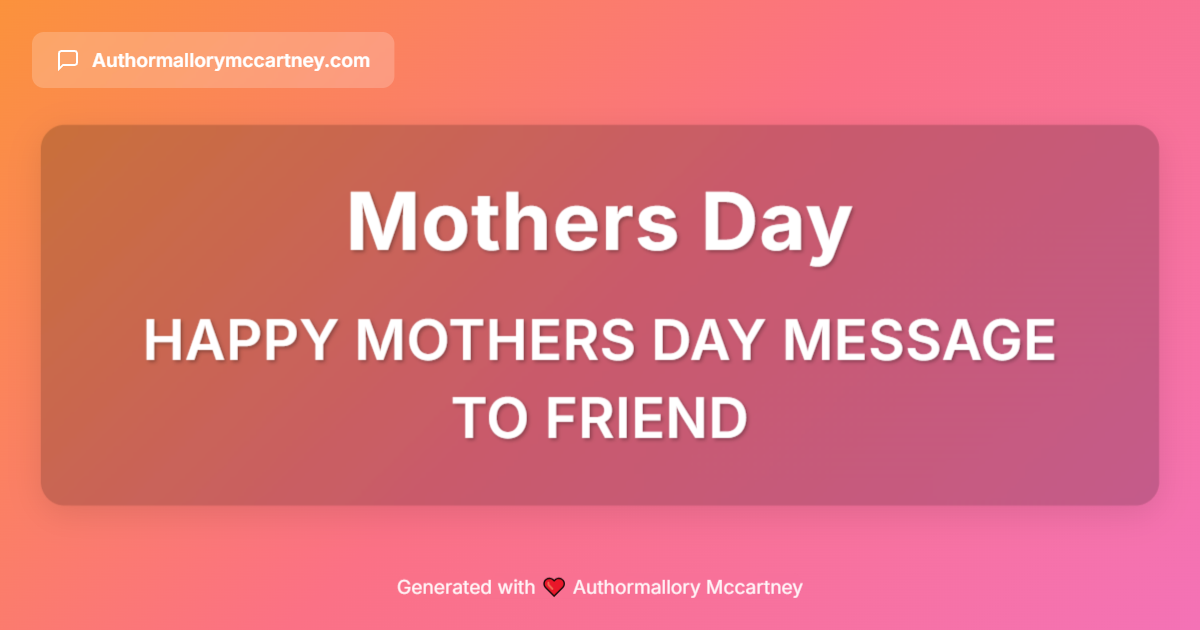 Authormallorymccartney.com
Mothers Day
HAPPY MOTHERS DAY MESSAGE
TO FRIEND
Generated with ❤️ Authormallory Mccartney